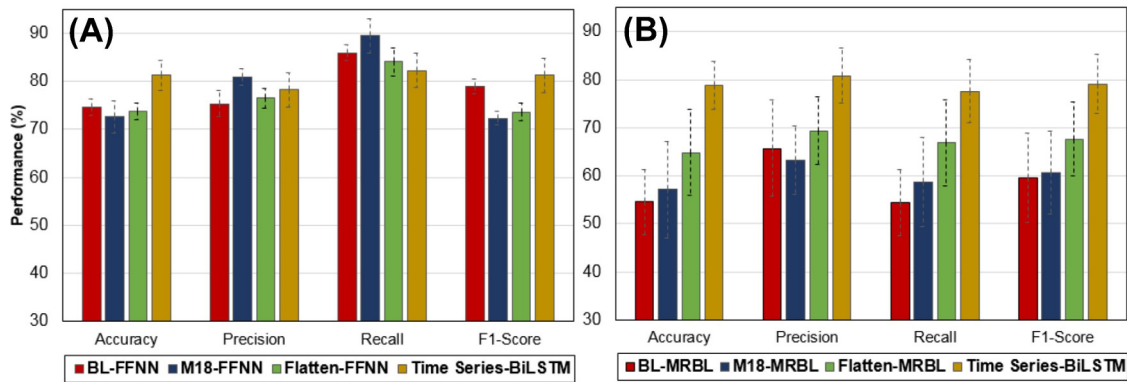 (A)
Performance (%)
90
80
70
60
50
40
30
Accuracy Precision Recall F1-Score
BL-FFNN M18-FFNN Flatten-FFNN Time Series-BiLSTM
(B)
90
80
70
60
50
40
30
Accuracy Precision Recall F1-Score
BL-MRBL M18-MRBL Flatten-MRBL Time Series-BiLSTM